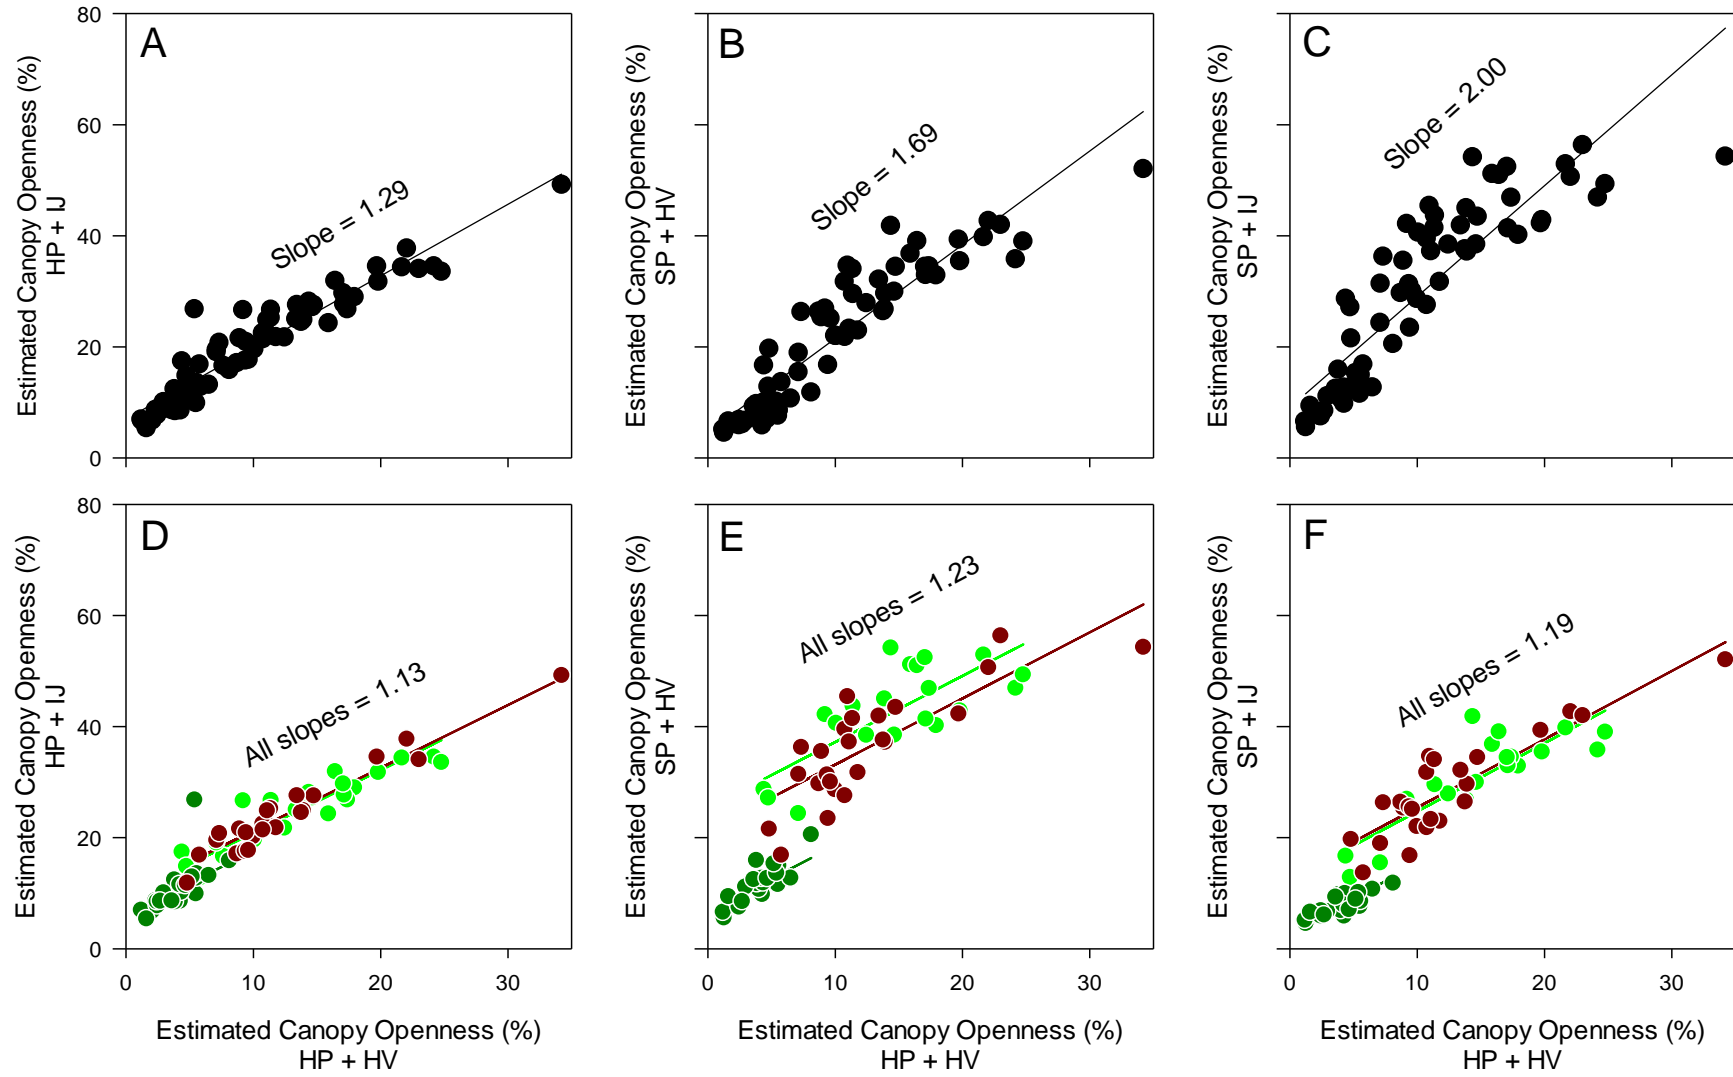 A
B
C
80
60
40
20
0
Estimated Canopy Openness (%)
HP + IJ
Slope = 1.29
Estimated Canopy Openness (%)
SP + HV
Slope = 1.69
Estimated Canopy Openness (%)
SP + IJ
Slope = 2.00
D
E
F
80
60
40
20
0
Estimated Canopy Openness (%)
HP + IJ
All slopes = 1.13
Estimated Canopy Openness (%)
SP + HV
All slopes = 1.23
Estimated Canopy Openness (%)
SP + IJ
All slopes = 1.19
0 10 20 30
0 10 20 30
0 10 20 30
Estimated Canopy Openness (%)
HP + HV
Estimated Canopy Openness (%)
HP + HV
Estimated Canopy Openness (%)
HP + HV